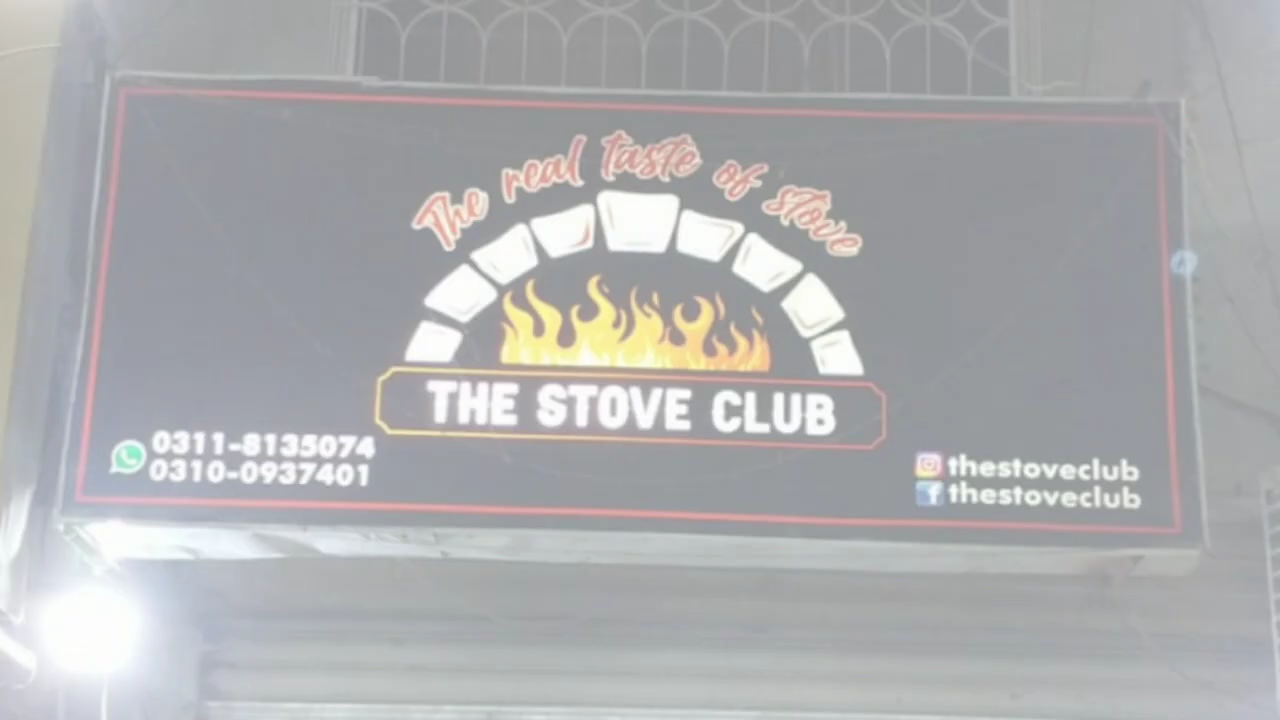 The real taste of stove
THE STOVE CLUB
0311-8135074
0310-0937401
thestoveclub
thestoveclub